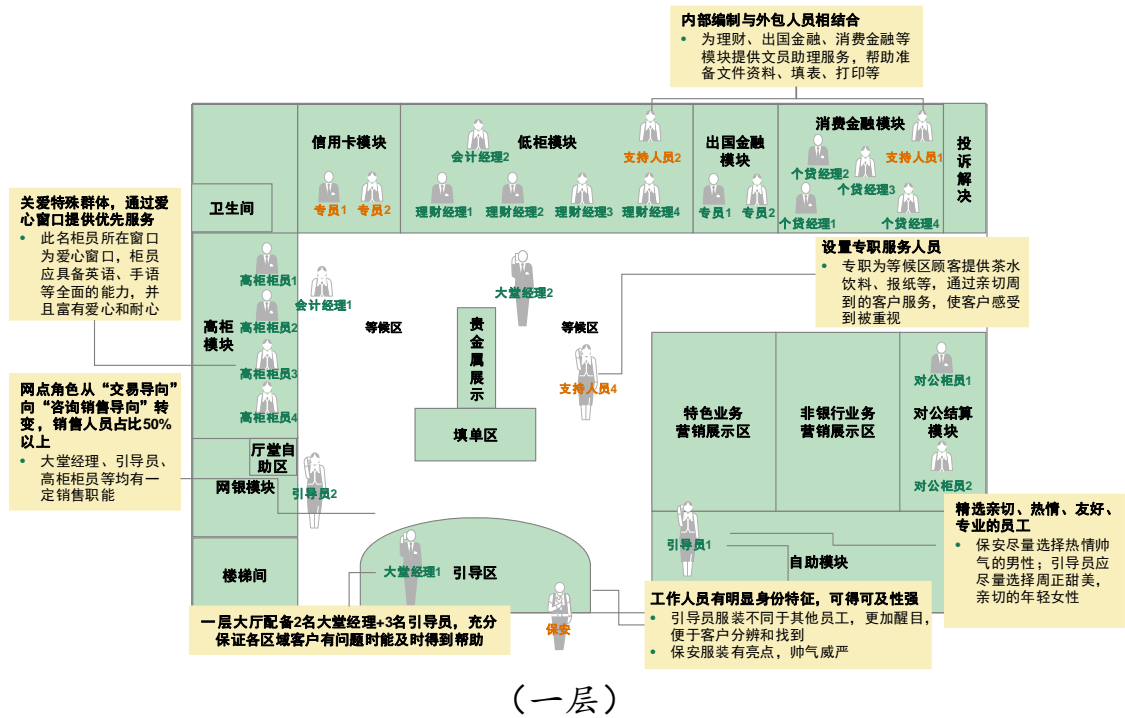 内部编制与外包人员相结合
• 为理财、出国金融、消费金融等
模块提供文员助理服务，帮助准
备文件资料、填表、打印等
信用卡模块
专员1
专员2
低柜模块
会计经理2
支持人员2
理财经理1
理财经理2
理财经理3
理财经理4
出国金融
模块
专员1
专员2
消费金融模块
个贷经理2
支持人员1
个贷经理3
个贷经理1
个贷经理4
投
诉
解
决
卫生间
关爱特殊群体，通过爱
心窗口提供优先服务
• 此名柜员所在窗口
为爱心窗口，柜员
应具备英语、手语
等全面的能力，并
且富有爱心和耐心
高柜
模块
高柜柜员1
高柜柜员2
高柜柜员3
高柜柜员4
会计经理1
等候区
大堂经理2
等候区
贵
金
属
展
示
填单区
支持人员4
设置专职服务人员
• 专职为等候区顾客提供茶水
饮料、报纸等，通过亲切周
到的客户服务，使客户感受
到被重视
网点角色从“交易导向”
向“咨询销售导向”转
变，销售人员占比50%
以上
• 大堂经理、引导员、
高柜柜员等均有一
定销售职能
厅堂自
助区
网银模块
引导员2
楼梯间
特色业务
营销展示区
非银行业务
营销展示区
对公柜员1
对公结算
模块
对公柜员2
引导员1
自助模块
精选亲切、热情、友好、
专业的员工
• 保安尽量选择热情帅
气的男性；引导员应
尽量选择周正甜美，
亲切的年轻女性
大堂经理1
引导区
保安
一层大厅配备2名大堂经理+3名引导员，充分
保证各区域客户有问题时能及时得到帮助
工作人员有明显身份特征，可得可及性强
• 引导员服装不同于其他员工，更加醒目，
便于客户分辨和找到
• 保安服装有亮点，帅气威严
（一层）